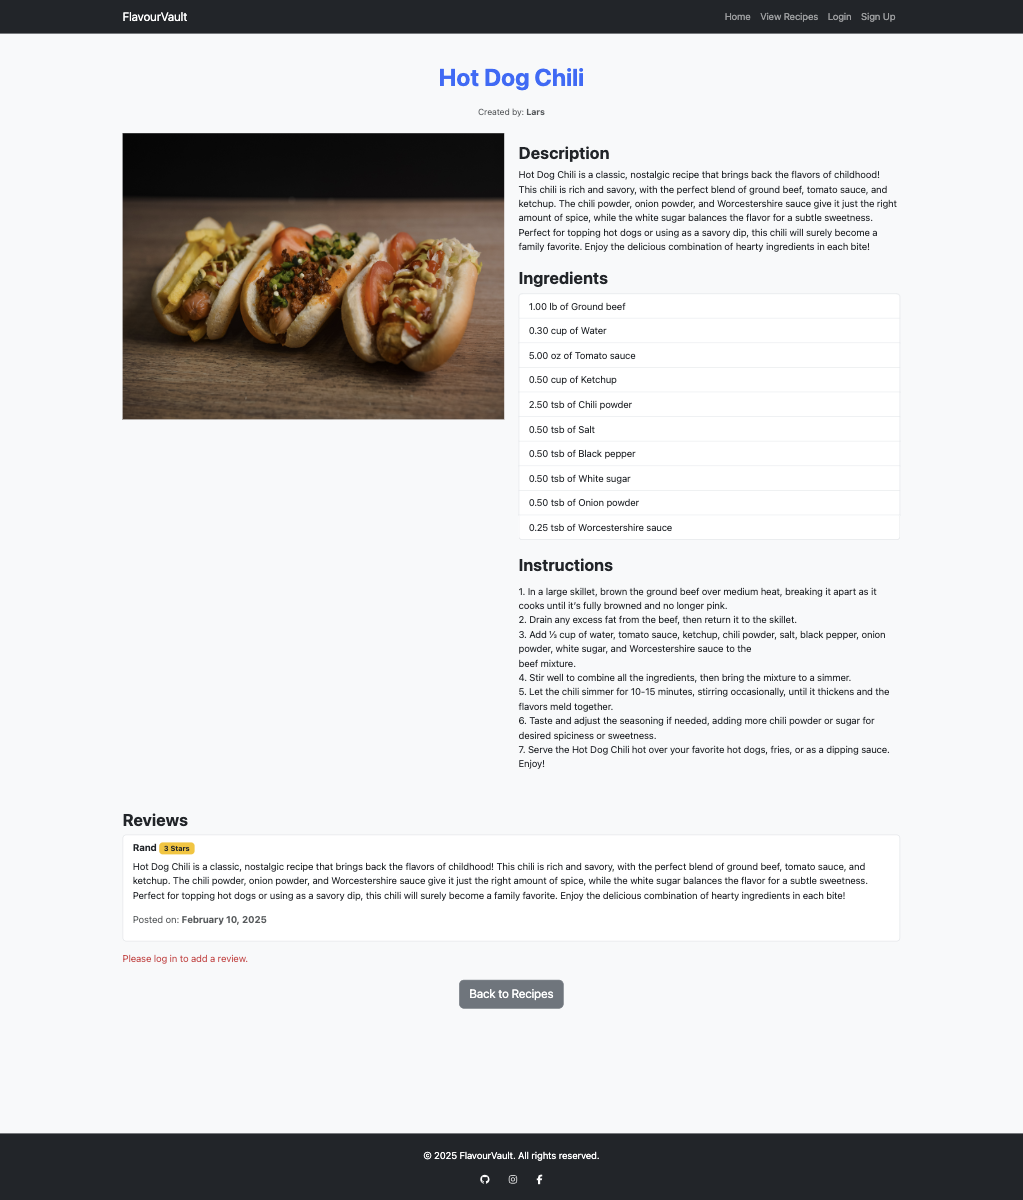 FlavourVault
Home View Recipes Login Sign Up
Hot Dog Chili
Created by: Lars
Description
Hot Dog Chili is a classic, nostalgic recipe that brings back the flavors of childhood!
This chili is rich and savory, with the perfect blend of ground beef, tomato sauce, and
ketchup. The chili powder, onion powder, and Worcestershire sauce give it just the right
amount of spice, while the white sugar balances the flavor for a subtle sweetness.
Perfect for topping hot dogs or using as a savory dip, this chili will surely become a
family favorite. Enjoy the delicious combination of hearty ingredients in each bite!
Ingredients
1.00 lb of Ground beef
0.30 cup of Water
5.00 oz of Tomato sauce
0.50 cup of Ketchup
2.50 tsb of Chili powder
0.50 tsb of Salt
0.50 tsb of Black pepper
0.50 tsb of White sugar
0.50 tsb of Onion powder
0.25 tsb of Worcestershire sauce
Instructions
1. In a large skillet, brown the ground beef over medium heat, breaking it apart as it
cooks until it's fully browned and no longer pink.
2. Drain any excess fat from the beef, then return it to the skillet.
3. Add ⅓ cup of water, tomato sauce, ketchup, chili powder, salt, black pepper, onion
powder, white sugar, and Worcestershire sauce to the
beef mixture.
4. Stir well to combine all the ingredients, then bring the mixture to a simmer.
5. Let the chili simmer for 10-15 minutes, stirring occasionally, until it thickens and the
flavors meld together.
6. Taste and adjust the seasoning if needed, adding more chili powder or sugar for
desired spiciness or sweetness.
7. Serve the Hot Dog Chili hot over your favorite hot dogs, fries, or as a dipping sauce.
Enjoy!
Reviews
Rand 3 Stars
Hot Dog Chili is a classic, nostalgic recipe that brings back the flavors of childhood! This chili is rich and savory, with the perfect blend of ground beef, tomato sauce, and
ketchup. The chili powder, onion powder, and Worcestershire sauce give it just the right amount of spice, while the white sugar balances the flavor for a subtle sweetness.
Perfect for topping hot dogs or using as a savory dip, this chili will surely become a family favorite. Enjoy the delicious combination of hearty ingredients in each bite!
Posted on: February 10, 2025
Please log in to add a review.
Back to Recipes
© 2025 FlavourVault. All rights reserved.